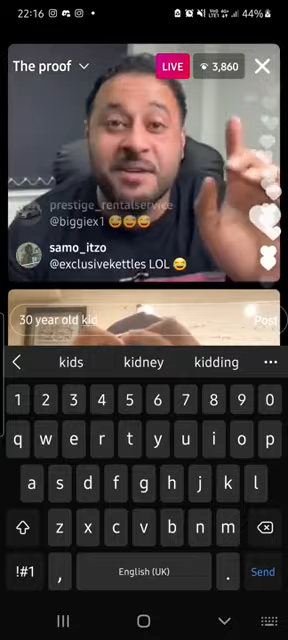 22:16
44%
The proof
LIVE
3,860
prestige_rentalservice
@biggiex1 😅😅😅
samo_itzo
@exclusivekettles LOL 😅
30 year old kid
Post
kids kidney kidding
1 2 3 4 5 6 7 8 9 0
q w e r t y u i o p
a s d f g h j k l
z x c v b n m
!#1 , English (UK) . Send